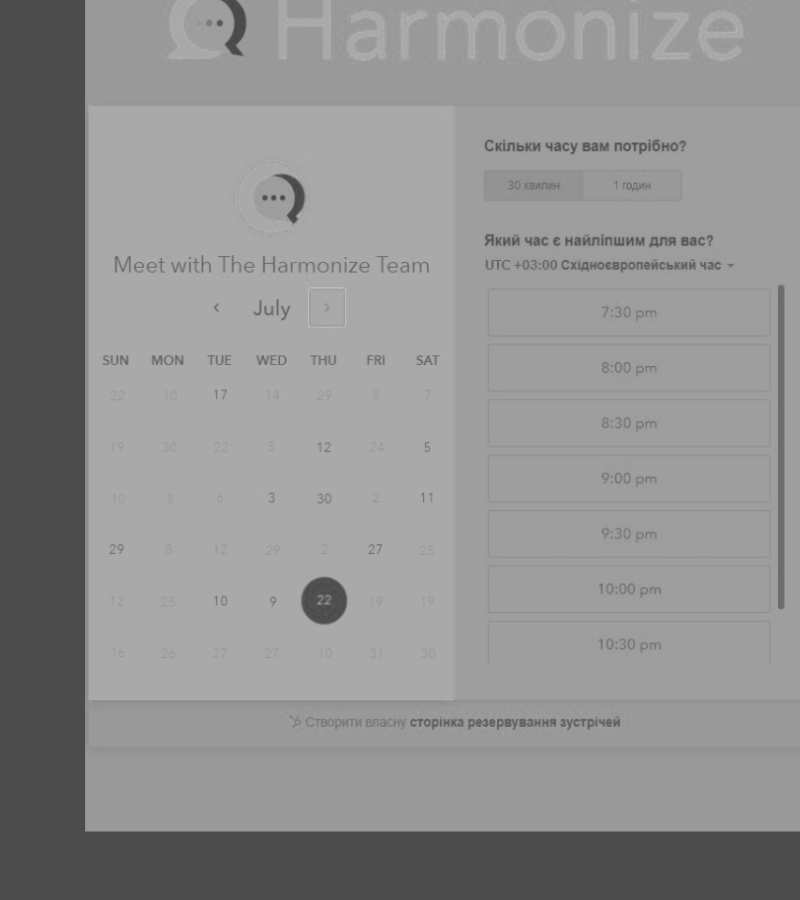 Harmonize
Meet with The Harmonize Team
July
SUN MON TUE WED THU FRI SAT
22 10 17 14 29 8 7
19 30 22 5 12 24 5
10 3 6 3 30 2 11
29 8 12 29 2 27 25
12 25 10 9 22 19 19
16 26 27 27 10 31 30
Скільки часу вам потрібно?
30 хвилин 1 годин
Який час є найліпшим для вас?
UTC +03:00 Східноєвропейський час
7:30 pm
8:00 pm
8:30 pm
9:00 pm
9:30 pm
10:00 pm
10:30 pm
Створити власну сторінка резервування зустрічей